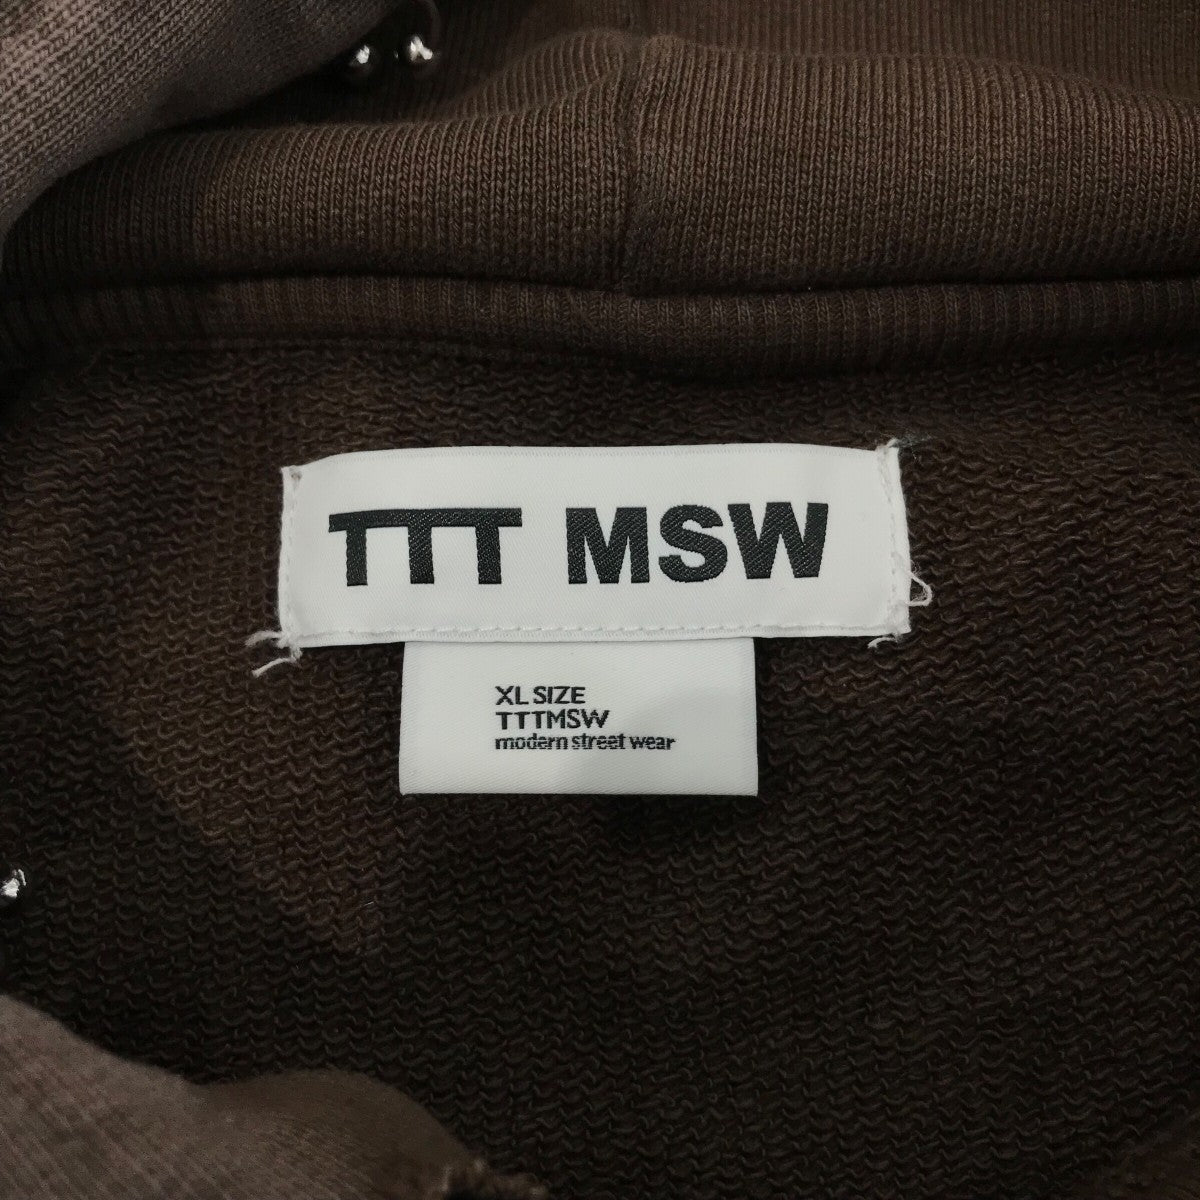 TTT MSW
XL SIZE
TTTMSW
modern street wear